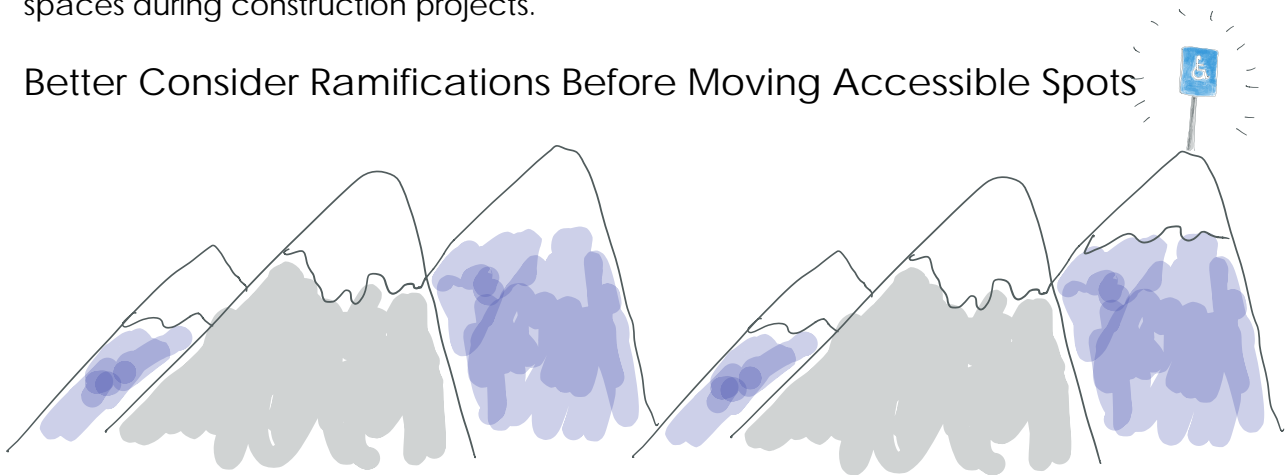 spaces during construction projects.
Better Consider Ramifications Before Moving Accessible Spots